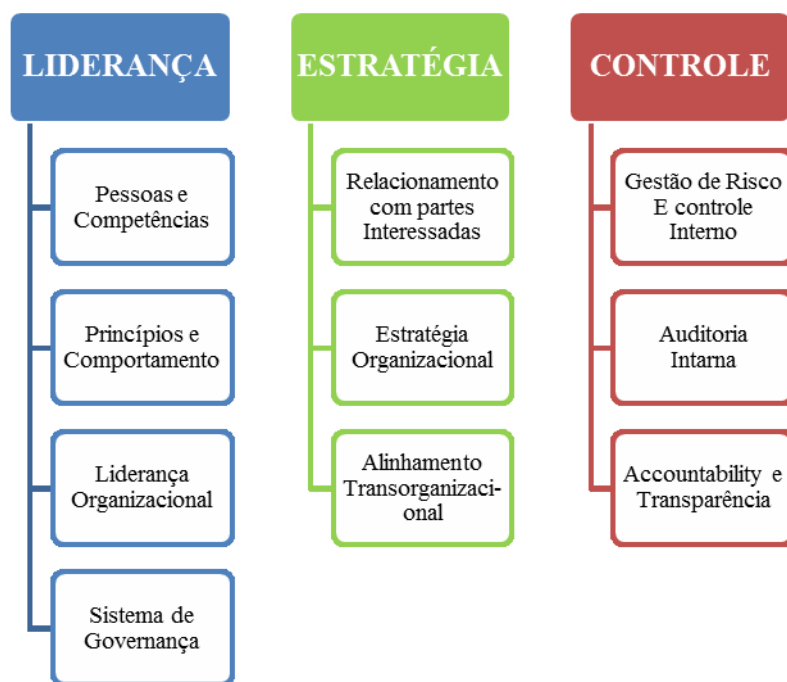 LIDERANÇA
Pessoas e
Competências
Princípios e
Comportamento
Liderança
Organizacional
Sistema de
Governança
ESTRATÉGIA
Relacionamento
com partes
Interessadas
Estratégia
Organizacional
Alinhamento
Transorganizaci-
onal
CONTROLE
Gestão de Risco
E controle
Interno
Auditoria
Intarna
Accountability e
Transparência